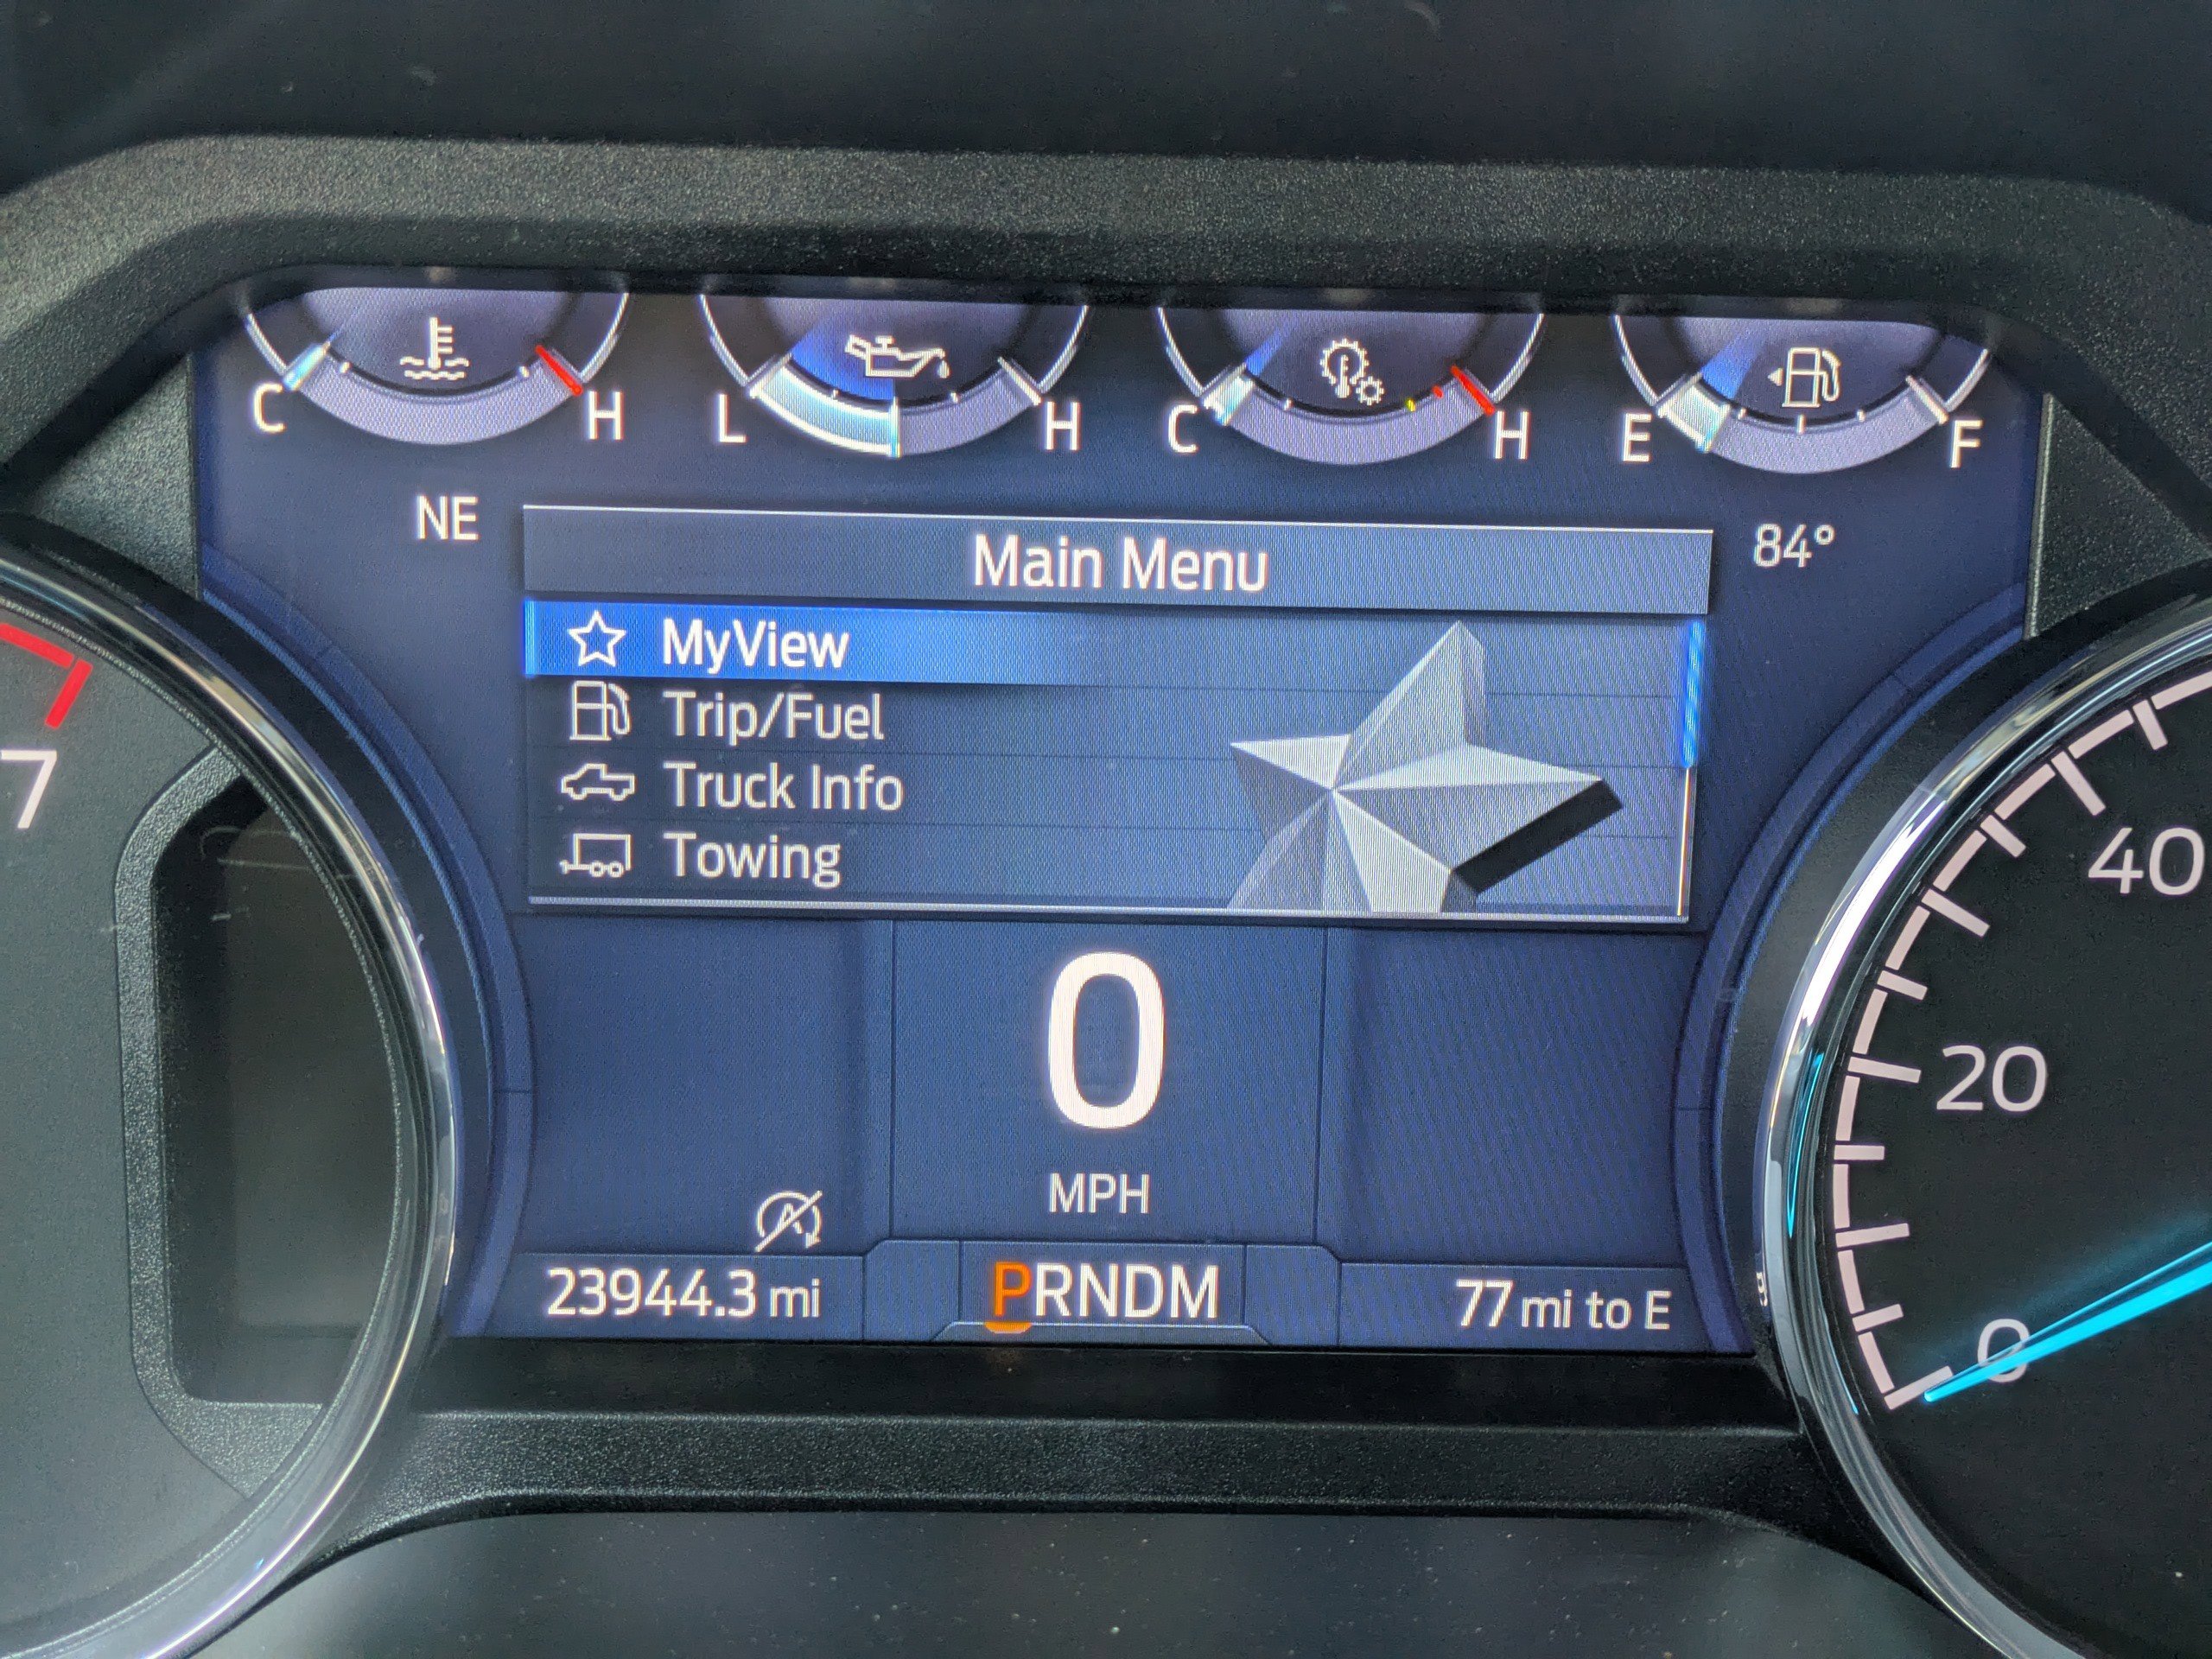 C H L H C H E F
NE
84°
Main Menu
MyView
Trip/Fuel
Truck Info
Towing
7
40
20
0
0
MPH
23944.3 mi
PRNDM
77 mi to E